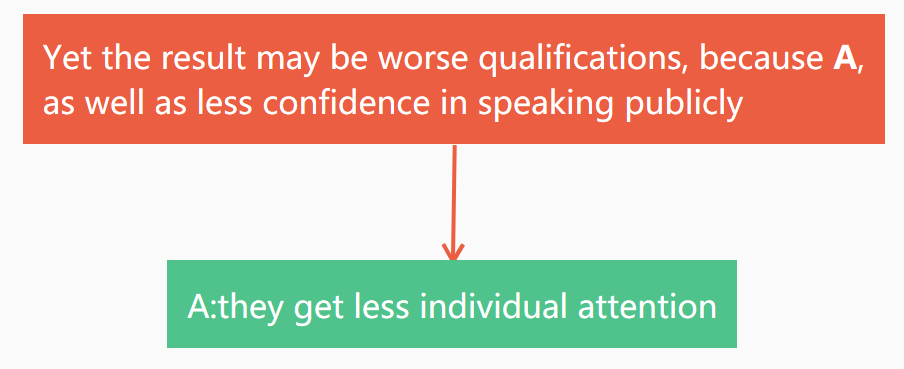 Yet the result may be worse qualifications, because A,
as well as less confidence in speaking publicly
A:they get less individual attention